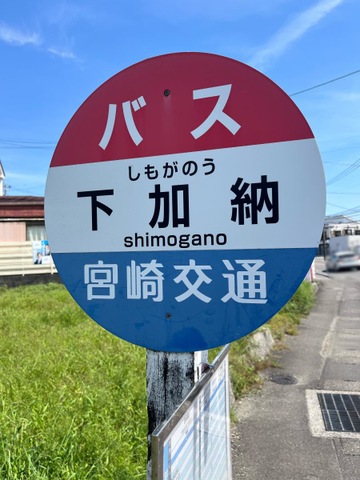 バス
しもがのう
下加納
shimogano
宮崎交通